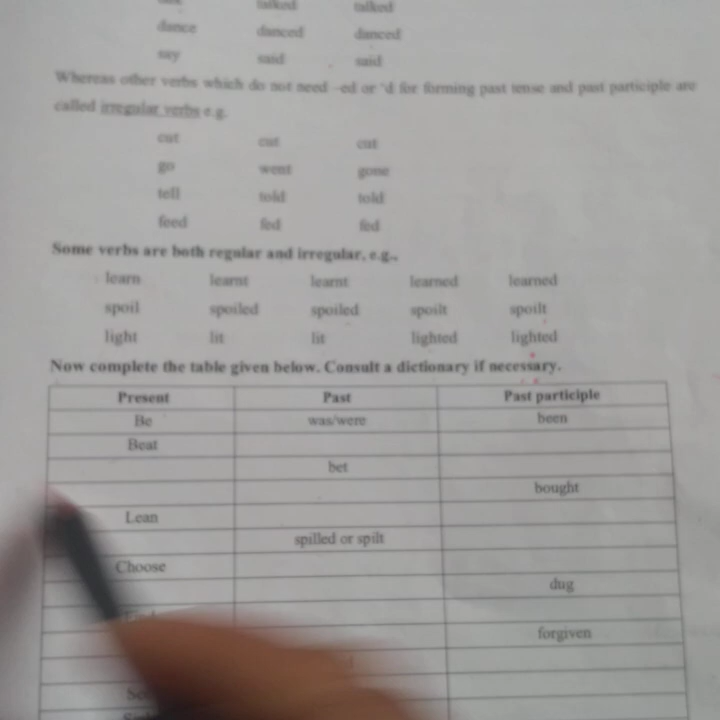 talked talked
dance danced danced
say said said
Whereas other verbs which do not need -ed or 'd for forming past tense and past participle are
called irregular verbs e.g.
cut cut cut
go went gone
tell told told
feed fed fed
Some verbs are both regular and irregular, e.g.,
learn learnt learnt learned learned
spoil spoiled spoiled spoilt spoilt
light lit lit lighted lighted
Now complete the table given below. Consult a dictionary if necessary.
Present Past Past participle
Be was/were been
Beat
bet
bought
Lean
spilled or spilt
Choose
dug
forgiven